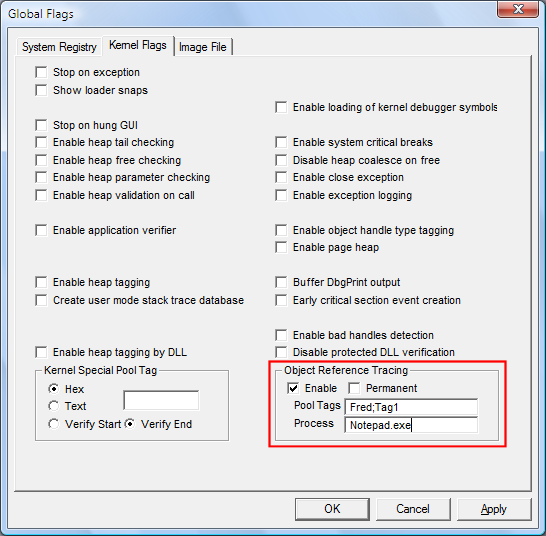 Global Flags
System Registry Kernel Flags Image File
Stop on exception
Show loader snaps
Enable loading of kernel debugger symbols
Stop on hung GUI
Enable heap tail checking Enable system critical breaks
Enable heap free checking Disable heap coalesce on free
Enable heap parameter checking Enable close exception
Enable heap validation on call Enable exception logging
Enable application verifier Enable object handle type tagging
Enable page heap
Enable heap tagging Buffer DbgPrint output
Create user mode stack trace database Early critical section event creation
Enable bad handles detection
Enable heap tagging by DLL Disable protected DLL verification
Kernel Special Pool Tag Object Reference Tracing
Hex Enable Permanent
Text Pool Tags Fred;Tag1
Verify Start Verify End Process Notepad.exe
OK Cancel Apply